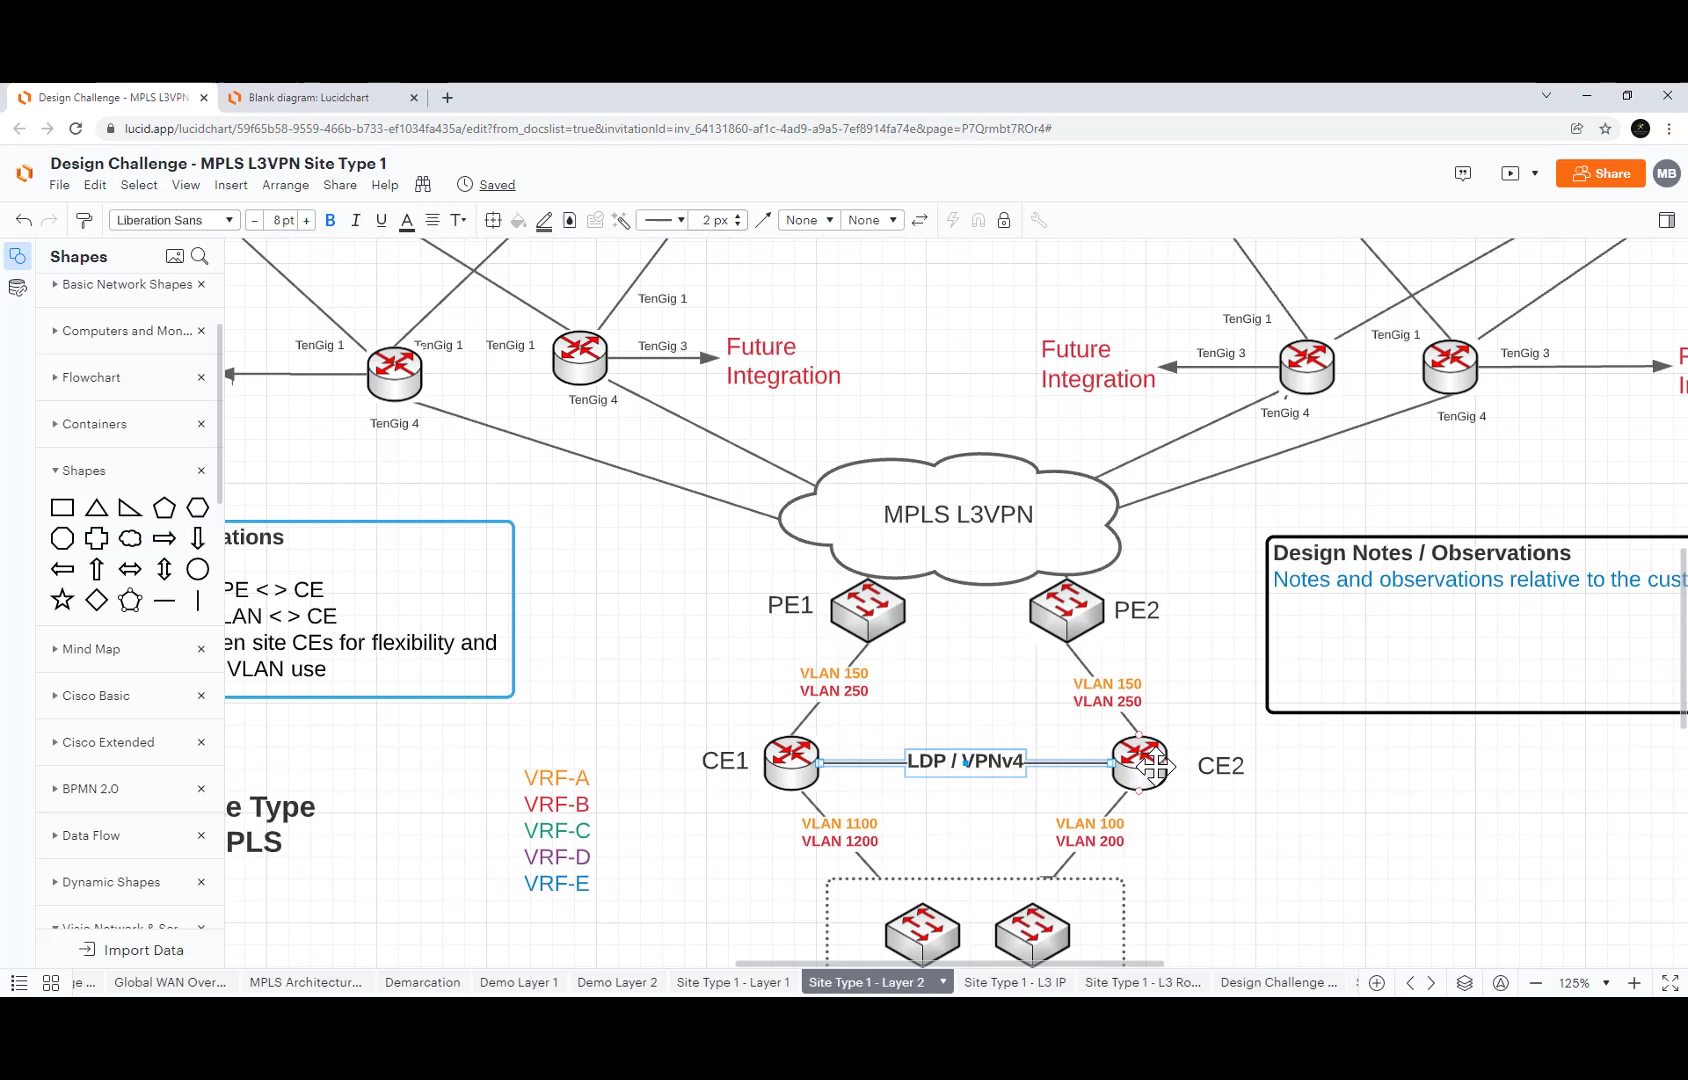 Design Challenge - MPLS L3VPN
Blank diagram: Lucidchart
lucid.app/lucidchart/59f65b58-9559-466b-b733-ef1034fa435a/edit?from_docslist=true&invitationId=inv_64131860-af1c-4ad9-a9a5-7ef8914fa74e&page=P7Qrmbt7ROr4#
Design Challenge - MPLS L3VPN Site Type 1
File Edit Select View Insert Arrange Share Help Saved
Share
MB
Liberation Sans
8 pt
B I U A T
2 px
None
None
Shapes
Basic Network Shapes
Computers and Mon...
Flowchart
Containers
Shapes
Mind Map
Cisco Basic
Cisco Extended
BPMN 2.0
Data Flow
Dynamic Shapes
Import Data
TenGig 1
TenGig 1
TenGig 1
TenGig 1
TenGig 3
TenGig 4
TenGig 4
Future
Integration
Future
Integration
TenGig 1
TenGig 3
TenGig 1
TenGig 3
TenGig 4
TenGig 4
MPLS L3VPN
ations
PE < > CE
LAN < > CE
en site CEs for flexibility and
VLAN use
Design Notes / Observations
Notes and observations relative to the cust
PE1
PE2
VLAN 150
VLAN 250
VLAN 150
VLAN 250
CE1
LDP / VPNv4
CE2
VRF-A
VRF-B
VRF-C
VRF-D
VRF-E
e Type
PLS
VLAN 1100
VLAN 1200
VLAN 100
VLAN 200
ge ...
Global WAN Over...
MPLS Architectur...
Demarcation
Demo Layer 1
Demo Layer 2
Site Type 1 - Layer 1
Site Type 1 - Layer 2
Site Type 1 - L3 IP
Site Type 1 - L3 Ro...
Design Challenge ...
125%